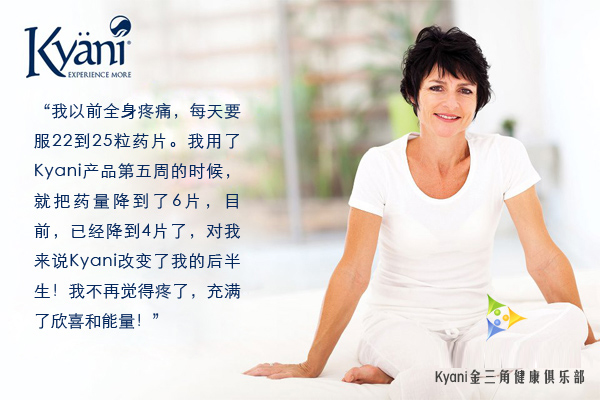 Kyäni®
EXPERIENCE MORE
“我以前全身疼痛，每天要
服22到25粒药片。我用了
Kyani产品第五周的时候，
就把药量降到了6片，目
前，已经降到4片了，对我
来说Kyani改变了我的后半
生！我不再觉得疼了，充满
了欣喜和能量！”
Kyani金三角健康俱乐部